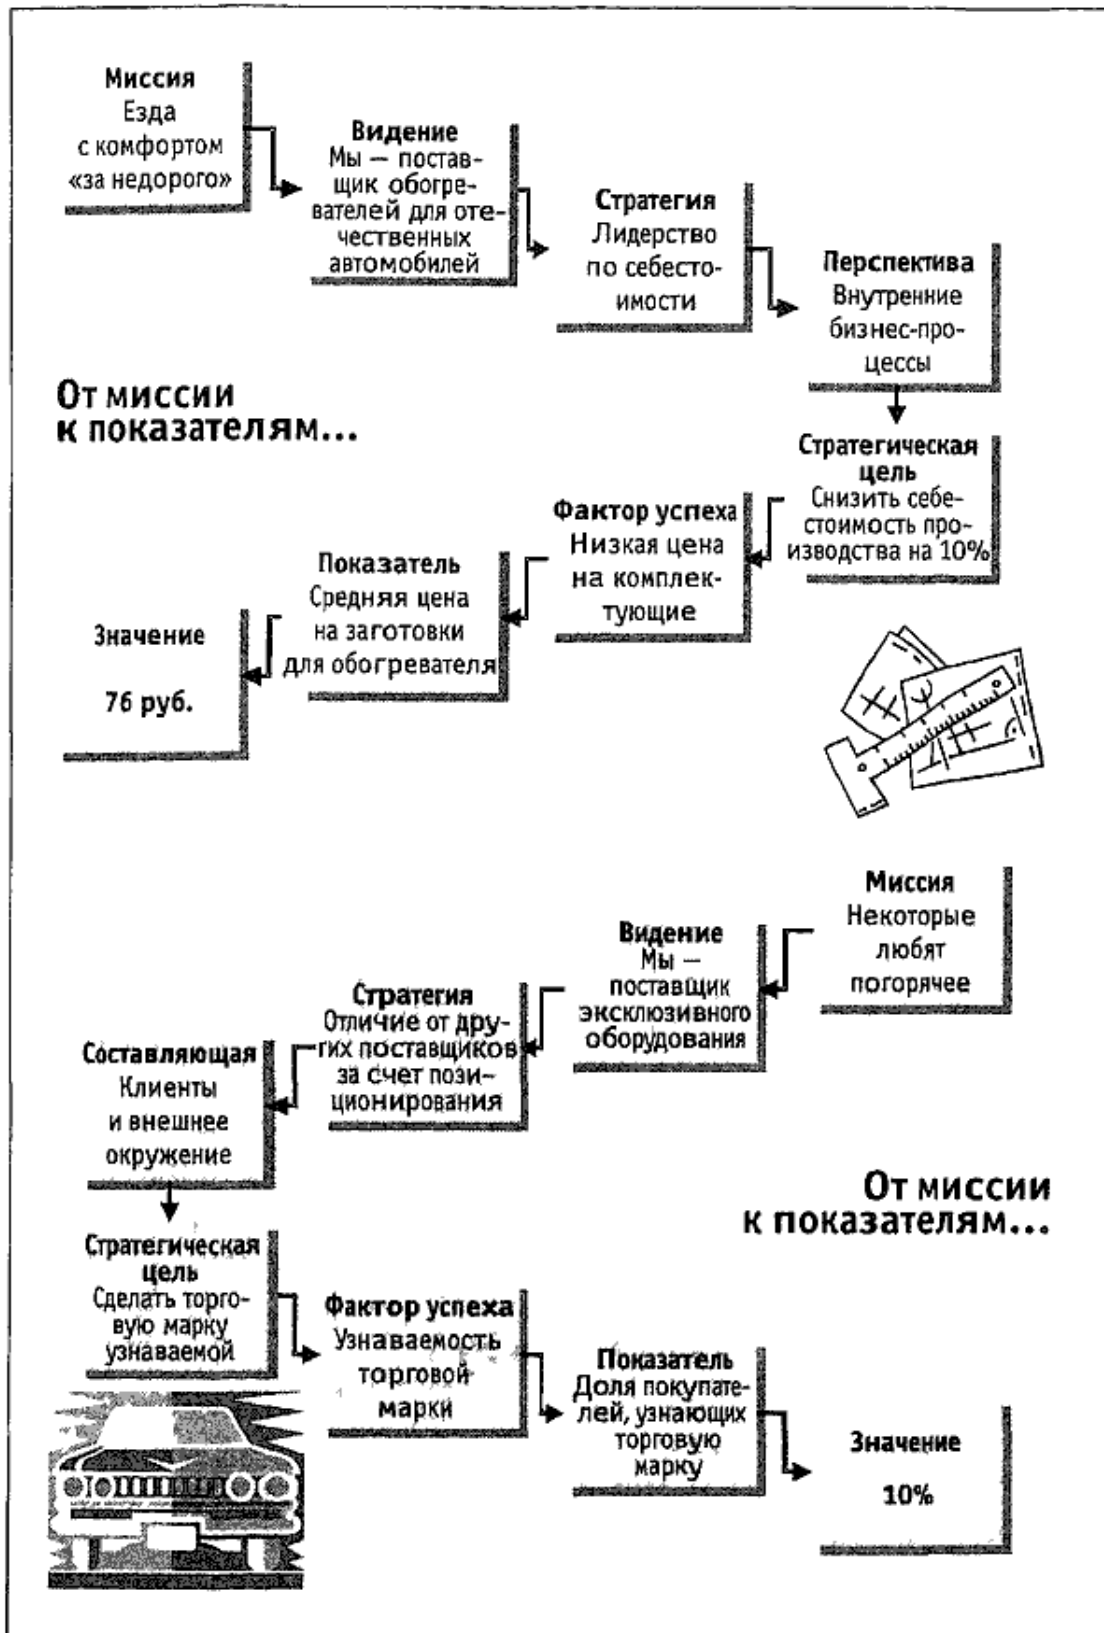 Миссия
Езда
с комфортом
«за недорого»
Видение
Мы — постав-
щик обогре-
вателей для оте-
чественных
автомобилей
Стратегия
Лидерство
по себесто-
имости
Перспектива
Внутренние
бизнес-про-
цессы
От миссии
к показателям...
Стратегическая
цель
Снизить себе-
стоимость про-
изводства на 10%
Фактор успеха
Низкая цена
на комплек-
тующие
Показатель
Средняя цена
на заготовки
для обогревателя
Значение
76 руб.
Миссия
Некоторые
любят
погорячее
Видение
Мы —
поставщик
эксклюзивного
оборудования
Стратегия
Отличие от дру-
гих поставщиков
за счет пози-
ционирования
Составляющая
Клиенты
и внешнее
окружение
От миссии
к показателям...
Стратегическая
цель
Сделать торго-
вую марку
узнаваемой
Фактор успеха
Узнаваемость
торговой
марки
Показатель
Доля покупате-
лей, узнающих
торговую
марку
Значение
10%